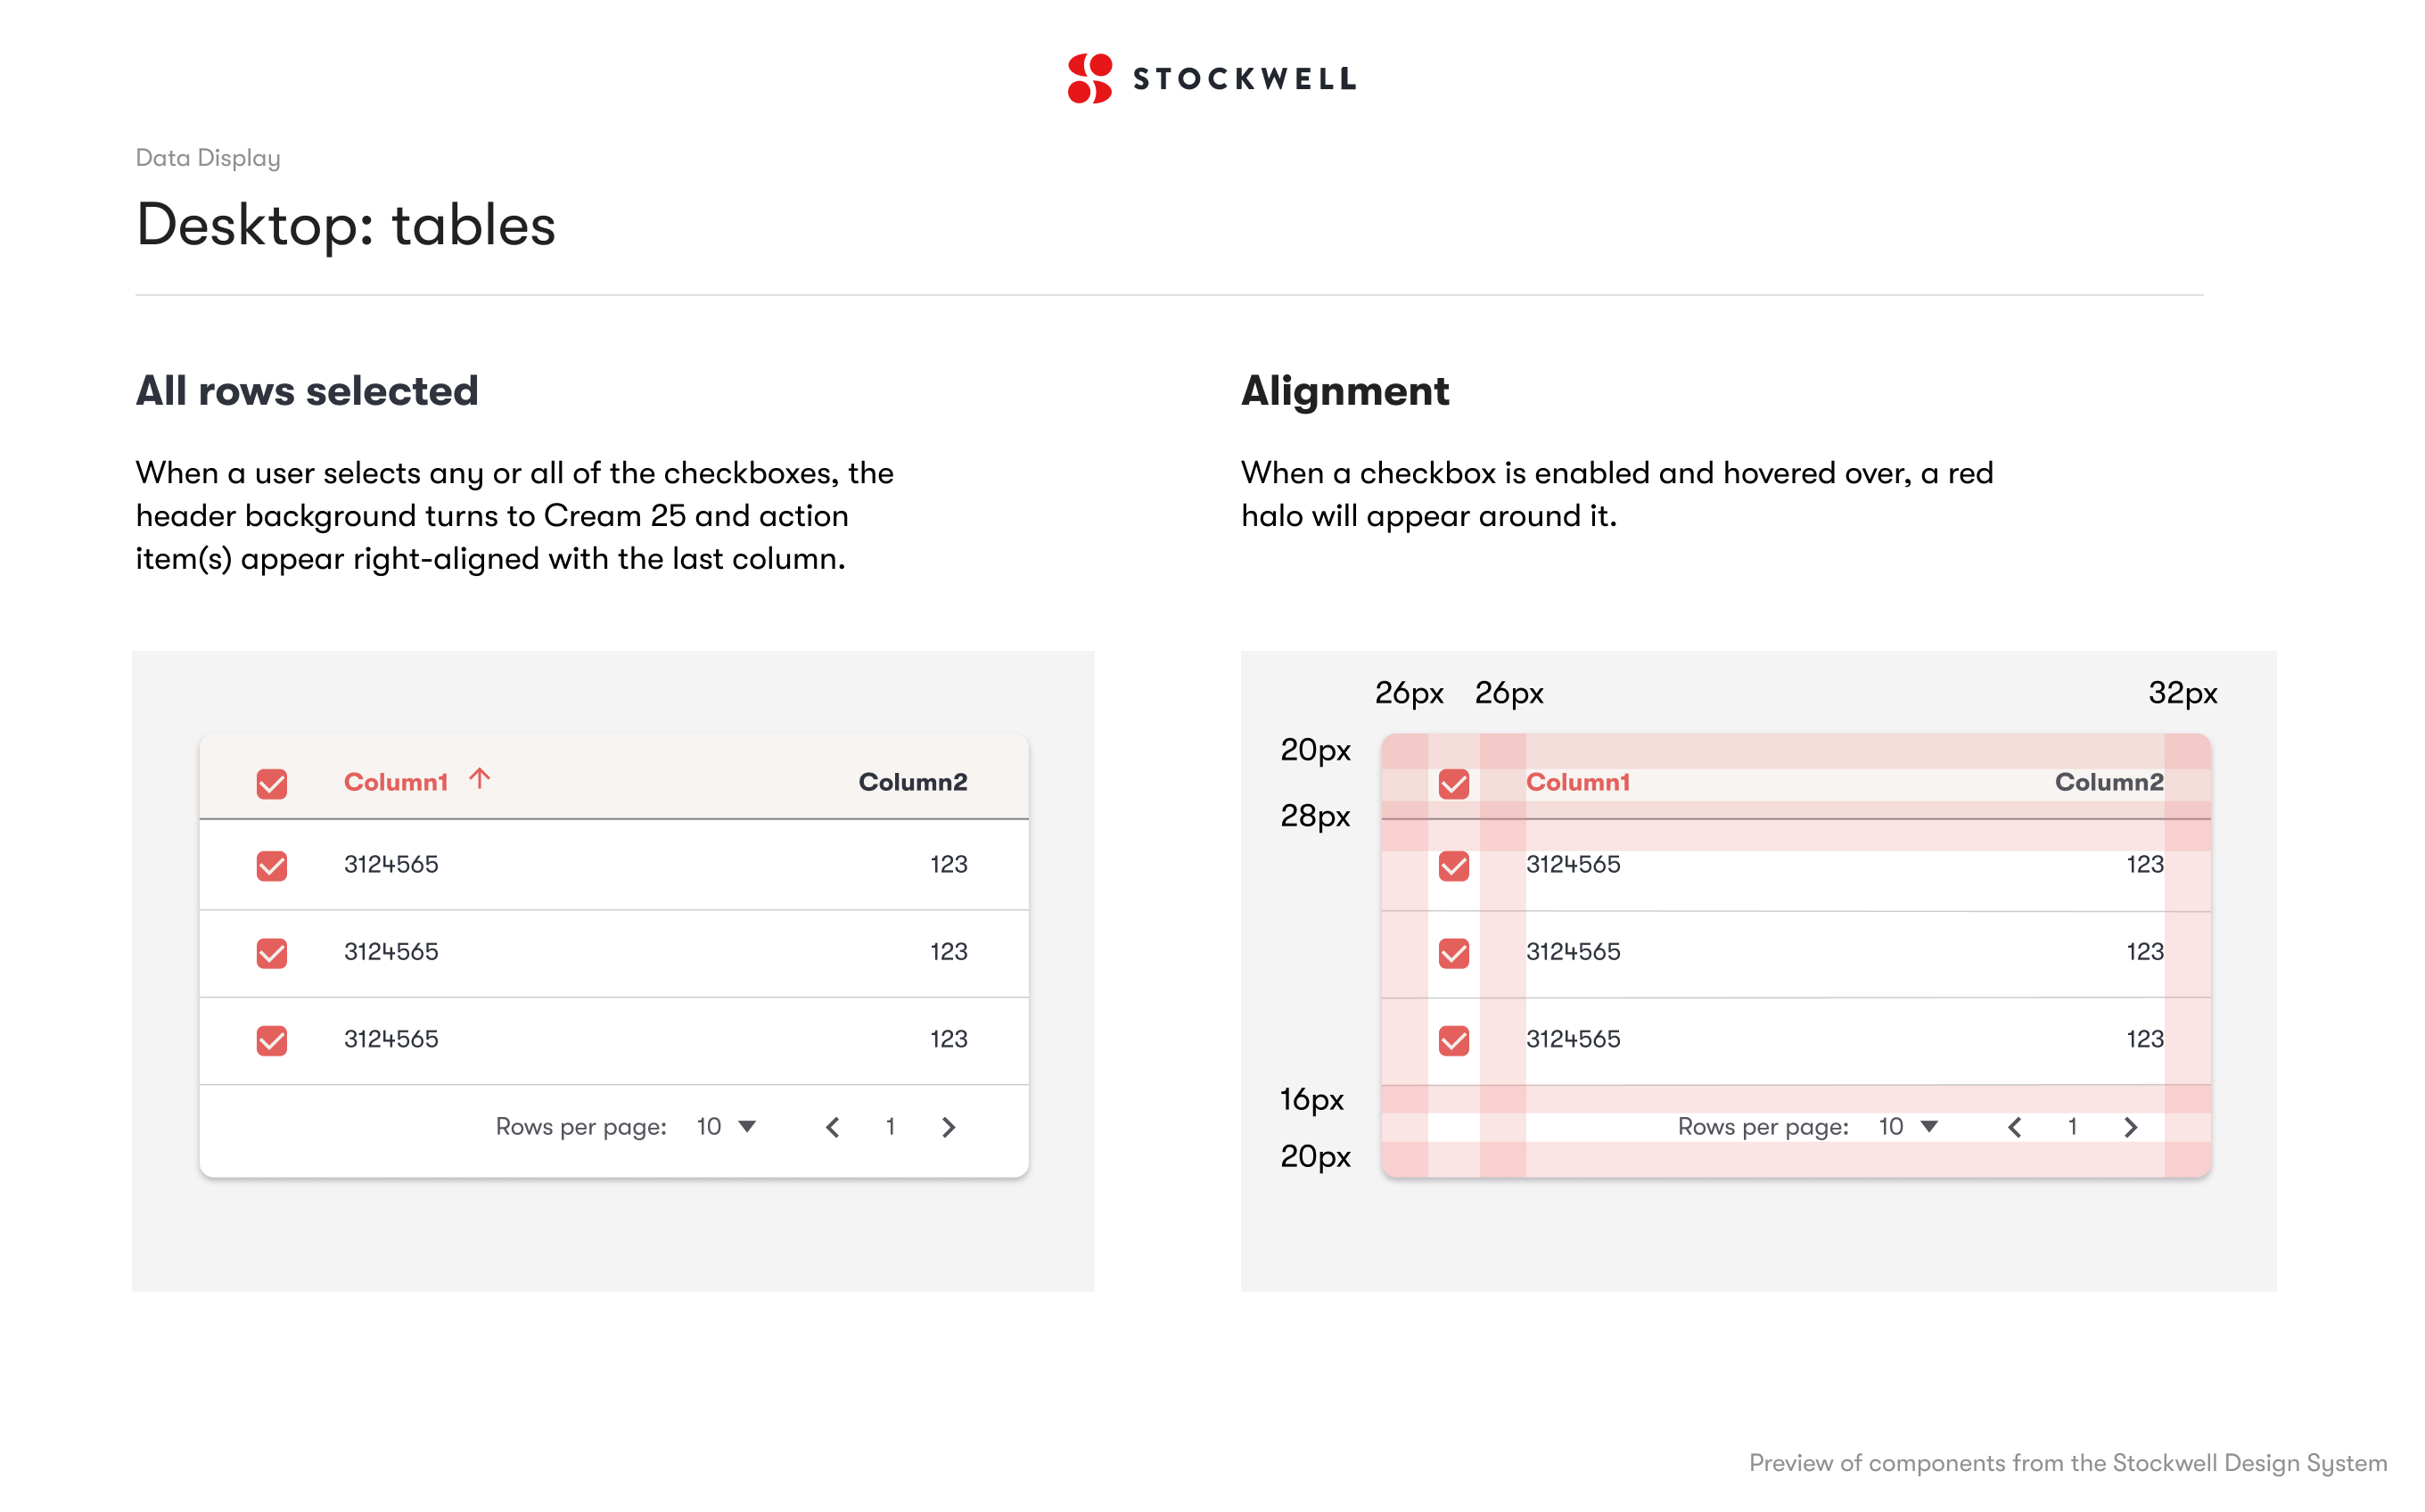 STOCKWELL
Data Display
Desktop: tables
All rows selected
When a user selects any or all of the checkboxes, the
header background turns to Cream 25 and action
item(s) appear right-aligned with the last column.
Column1 Column2
3124565 123
3124565 123
3124565 123
Rows per page: 10 1
Alignment
When a checkbox is enabled and hovered over, a red
halo will appear around it.
26px 26px 32px
20px
Column1 Column2
28px
3124565 123
3124565 123
3124565 123
16px
Rows per page: 10 1
20px
Preview of components from the Stockwell Design System